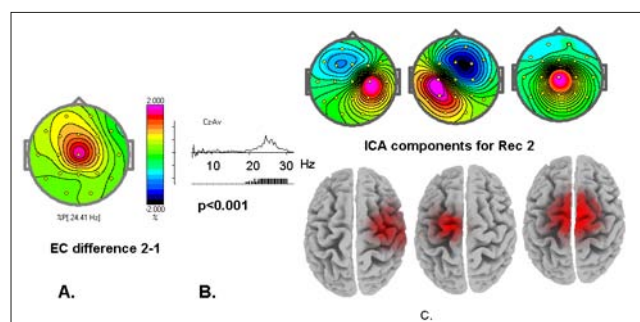 2.000
CzAv
-2.000
%
10
20
30
Hz
%P[ 24.41 Hz]
p<0.001
EC difference 2-1
A.
B.
ICA components for Rec 2
C.